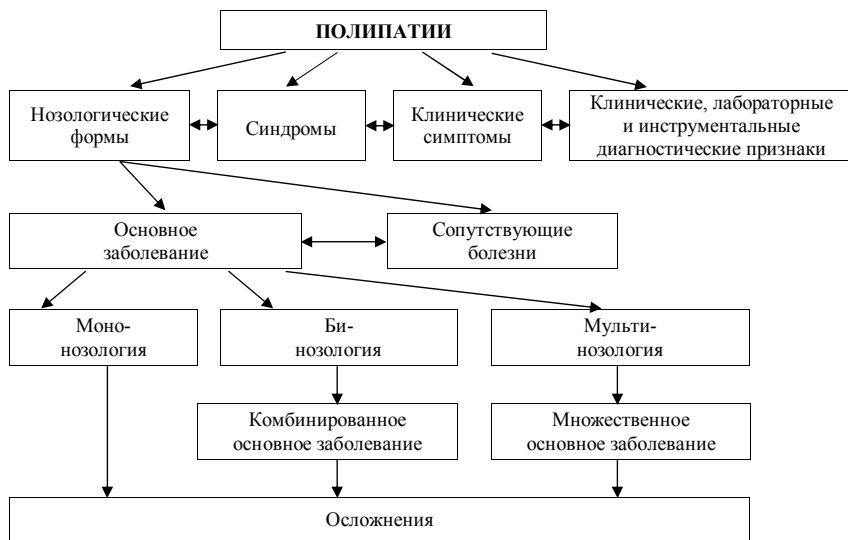 ПОЛИПАТИИ
Нозологические
формы
Синдромы
Клинические
симптомы
Клинические, лабораторные
и инструментальные
диагностические признаки
Основное
заболевание
Сопутствующие
болезни
Моно-
нозология
Би-
нозология
Мульти-
нозология
Комбинированное
основное заболевание
Множественное
основное заболевание
Осложнения